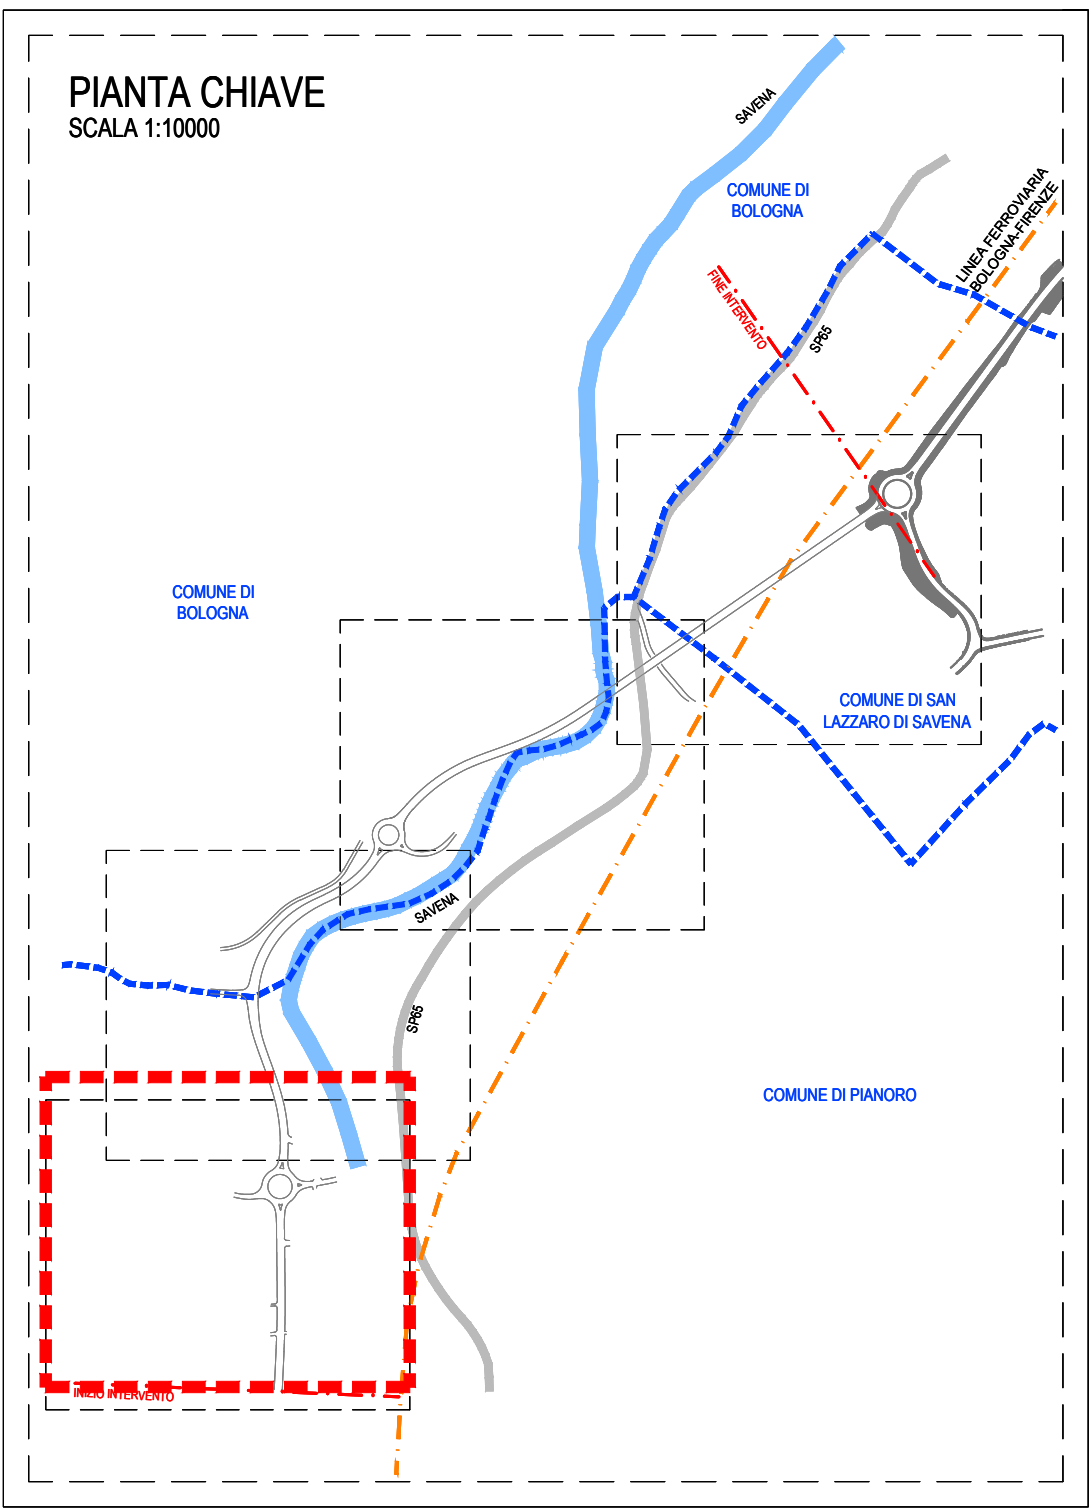 PIANTA CHIAVE
SCALA 1:10000
SAVENA
COMUNE DI
BOLOGNA
LINEA FERROVIARIA
BOLOGNA-FIRENZE
FINE INTERVENTO
SP65
COMUNE DI
BOLOGNA
COMUNE DI SAN
LAZZARO DI SAVENA
SAVENA
SP65
COMUNE DI PIANORO
INIZIO INTERVENTO